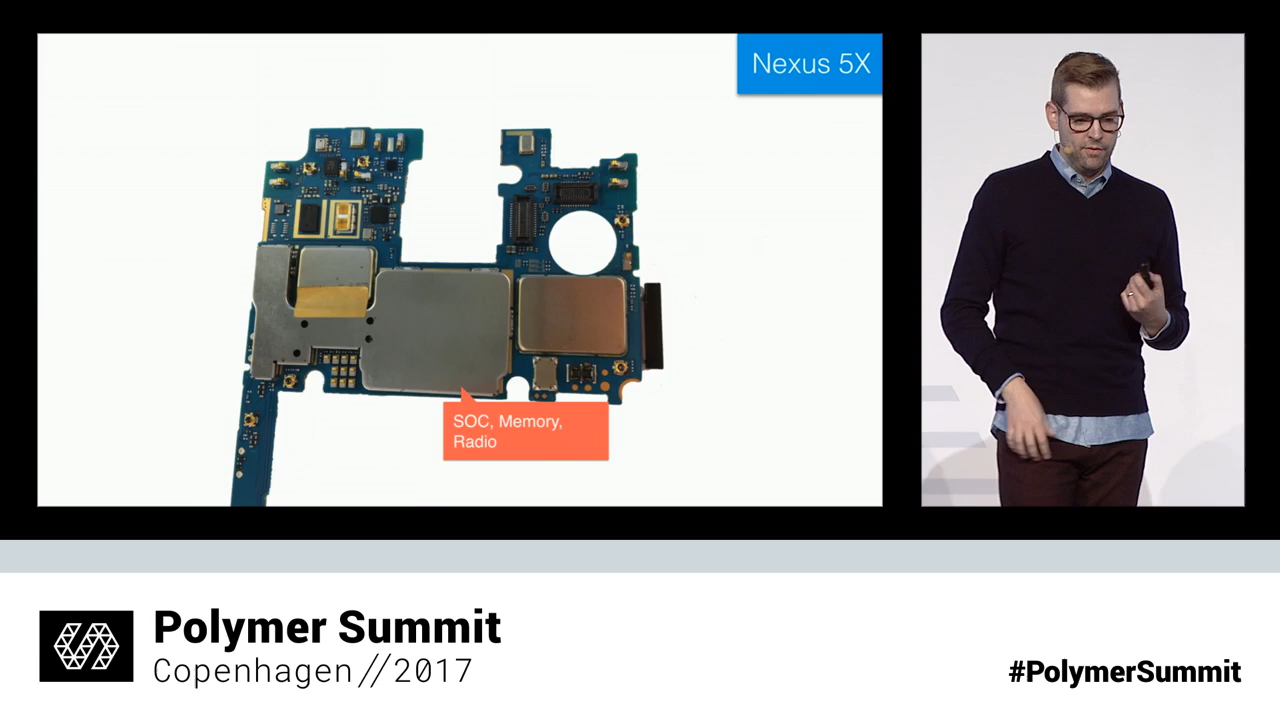 Nexus 5X
SOC, Memory,
Radio
Polymer Summit
Copenhagen//2017
#PolymerSummit